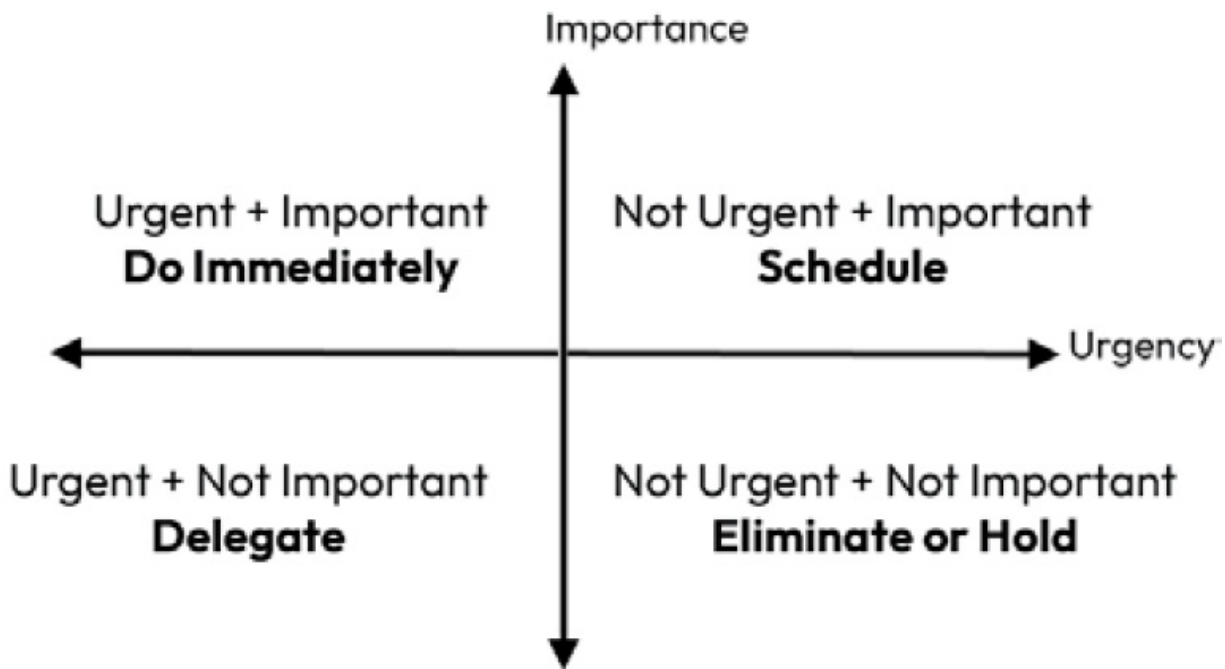 Importance
Urgent + Important
Do Immediately
Not Urgent + Important
Schedule
Urgency
Urgent + Not Important
Delegate
Not Urgent + Not Important
Eliminate or Hold